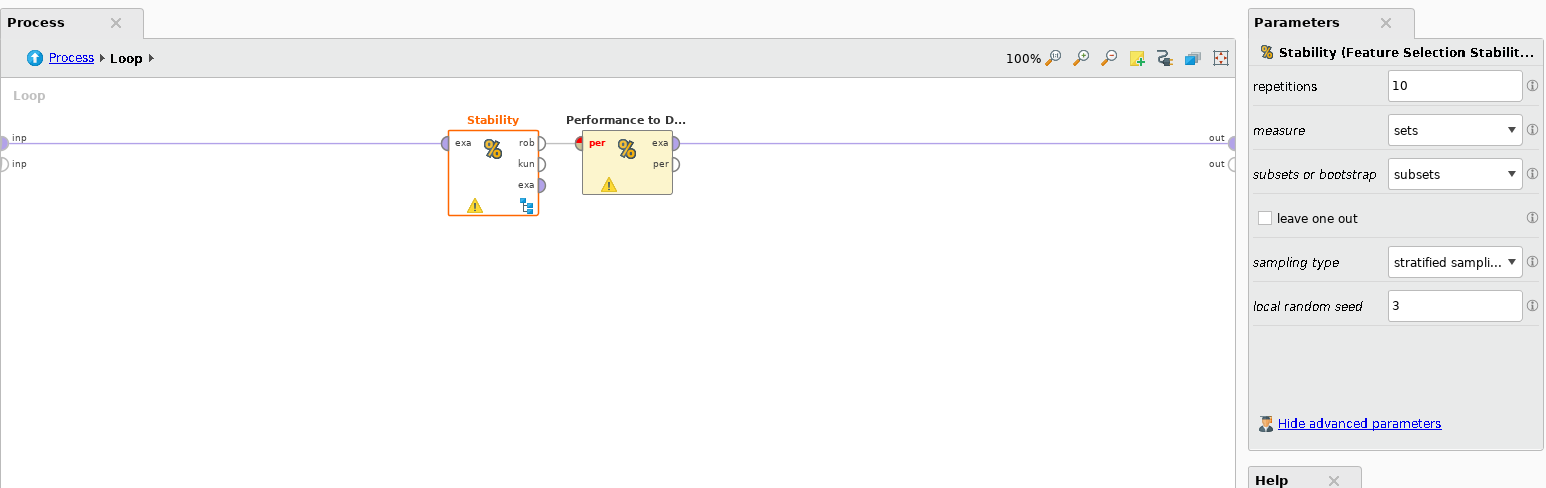 Process
Process Loop
100%
Loop
inp
inp
Stability
exa
rob
kun
exa
Performance to D...
per
exa
per
out
out
Parameters
Stability (Feature Selection Stabilit...
repetitions 10
measure sets
subsets or bootstrap subsets
leave one out
sampling type stratified sampli...
local random seed 3
Hide advanced parameters
Help